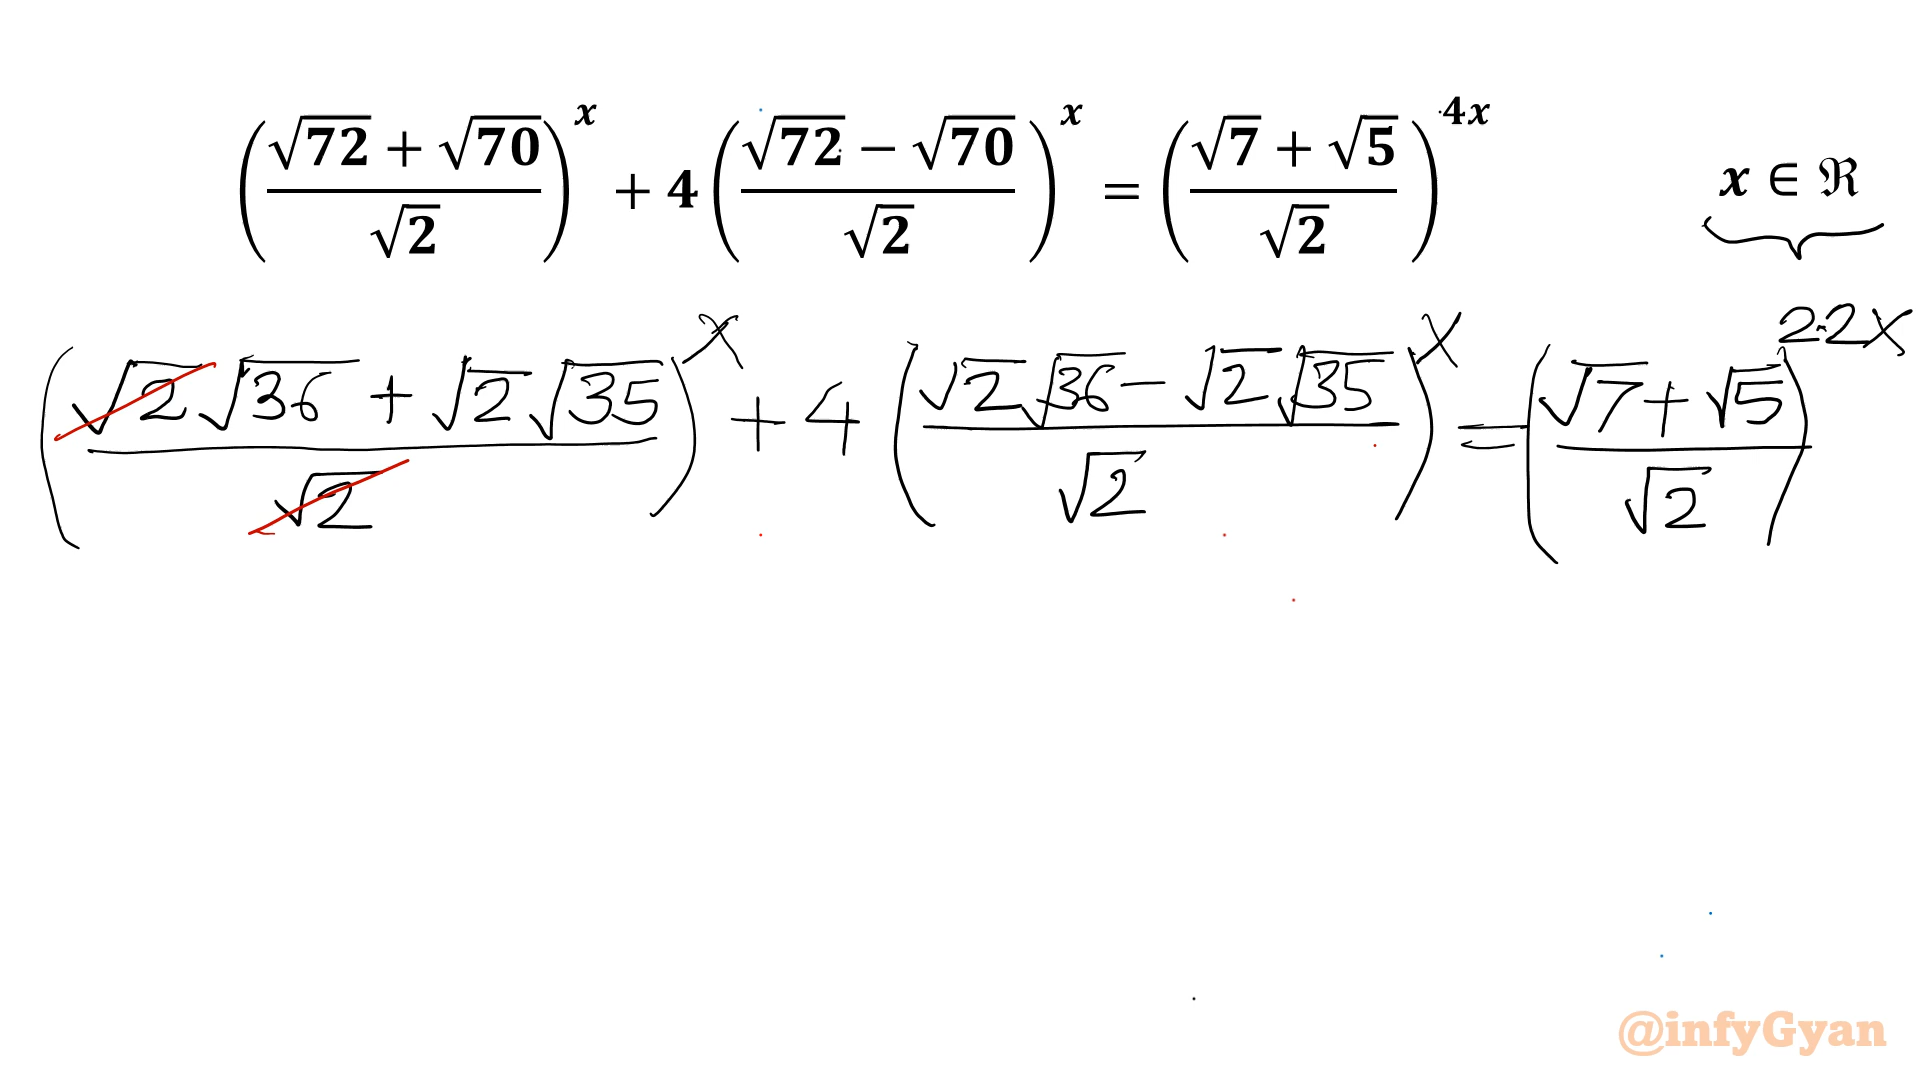 ((√72 + √70)/√2)^x + 4((√72 − √70)/√2)^x = ((√7 + √5)/√2)^4x
x ∈ ℜ
((√2√36 + √2√35)/√2)^x + 4((√2√36 − √2√35)/√2)^x = ((√7 + √5)/√2)^2·2x
@infyGyan